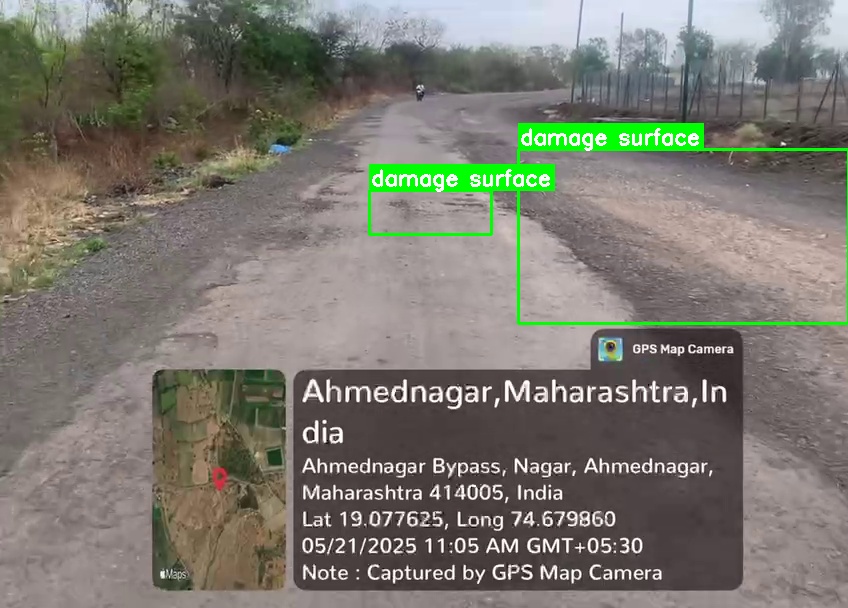 damage surface
damage surface
GPS Map Camera
Ahmednagar,Maharashtra,In
dia
Ahmednagar Bypass, Nagar, Ahmednagar,
Maharashtra 414005, India
Lat 19.077625, Long 74.679860
05/21/2025 11:05 AM GMT+05:30
Note : Captured by GPS Map Camera
Maps